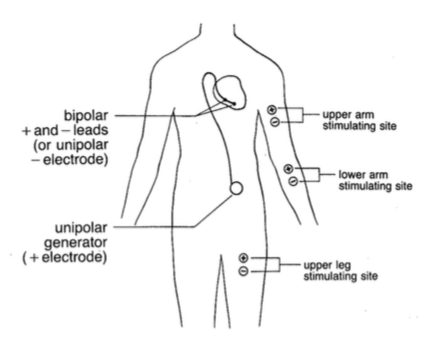 bipolar
+ and – leads
(or unipolar
– electrode)
unipolar
generator
(+ electrode)
+
–
upper arm
stimulating site
+
–
lower arm
stimulating site
+
–
upper leg
stimulating site